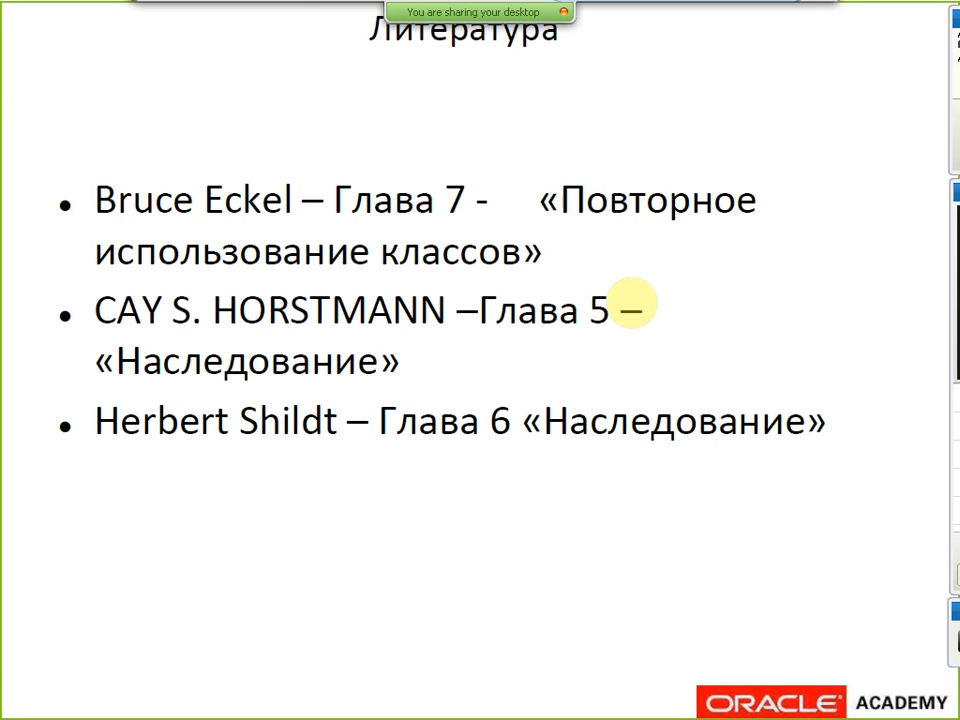 You are sharing your desktop
Литература
• Bruce Eckel – Глава 7 - «Повторное
использование классов»
• CAY S. HORSTMANN –Глава 5 –
«Наследование»
• Herbert Shildt – Глава 6 «Наследование»
ORACLE ACADEMY